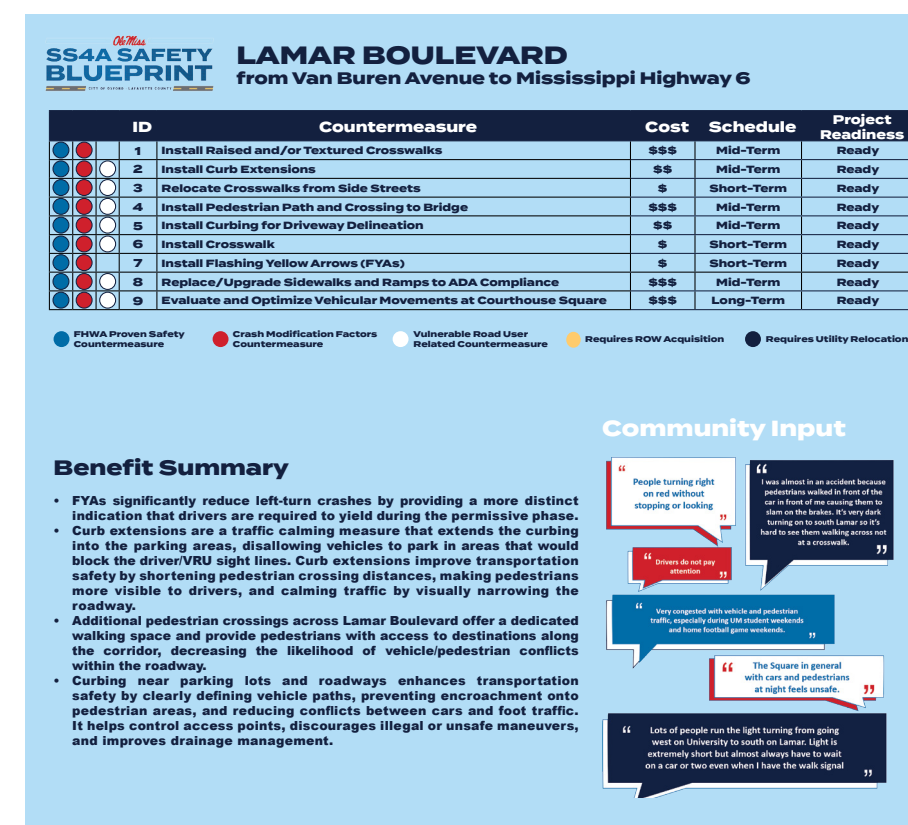 Ole Miss
SS4A SAFETY
BLUEPRINT
CITY OF OXFORD · LAFAYETTE COUNTY
LAMAR BOULEVARD
from Van Buren Avenue to Mississippi Highway 6
ID Countermeasure Cost Schedule Project Readiness
1 Install Raised and/or Textured Crosswalks $$$ Mid-Term Ready
2 Install Curb Extensions $$ Mid-Term Ready
3 Relocate Crosswalks from Side Streets $ Short-Term Ready
4 Install Pedestrian Path and Crossing to Bridge $$$ Mid-Term Ready
5 Install Curbing for Driveway Delineation $$ Mid-Term Ready
6 Install Crosswalk $ Short-Term Ready
7 Install Flashing Yellow Arrows (FYAs) $ Short-Term Ready
8 Replace/Upgrade Sidewalks and Ramps to ADA Compliance $$$ Mid-Term Ready
9 Evaluate and Optimize Vehicular Movements at Courthouse Square $$$ Long-Term Ready
FHWA Proven Safety
Countermeasure
Crash Modification Factors
Countermeasure
Vulnerable Road User
Related Countermeasure
Requires ROW Acquisition
Requires Utility Relocation
Benefit Summary
• FYAs significantly reduce left-turn crashes by providing a more distinct
indication that drivers are required to yield during the permissive phase.
• Curb extensions are a traffic calming measure that extends the curbing
into the parking areas, disallowing vehicles to park in areas that would
block the driver/VRU sight lines. Curb extensions improve transportation
safety by shortening pedestrian crossing distances, making pedestrians
more visible to drivers, and calming traffic by visually narrowing the
roadway.
• Additional pedestrian crossings across Lamar Boulevard offer a dedicated
walking space and provide pedestrians with access to destinations along
the corridor, decreasing the likelihood of vehicle/pedestrian conflicts
within the roadway.
• Curbing near parking lots and roadways enhances transportation
safety by clearly defining vehicle paths, preventing encroachment onto
pedestrian areas, and reducing conflicts between cars and foot traffic.
It helps control access points, discourages illegal or unsafe maneuvers,
and improves drainage management.
Community Input
“
People turning right
on red without
stopping or looking
”
“
I was almost in an accident because
pedestrians walked in front of the
car in front of me causing them to
slam on the brakes. It's very dark
turning on to south Lamar so it's
hard to see them walking across not
at a crosswalk.
”
“ Drivers do not pay
attention ”
“ Very congested with vehicle and pedestrian
traffic, especially during UM student weekends
and home football game weekends. ”
“ The Square in general
with cars and pedestrians
at night feels unsafe. ”
“ Lots of people run the light turning from going
west on University to south on Lamar. Light is
extremely short but almost always have to wait
on a car or two even when I have the walk signal ”